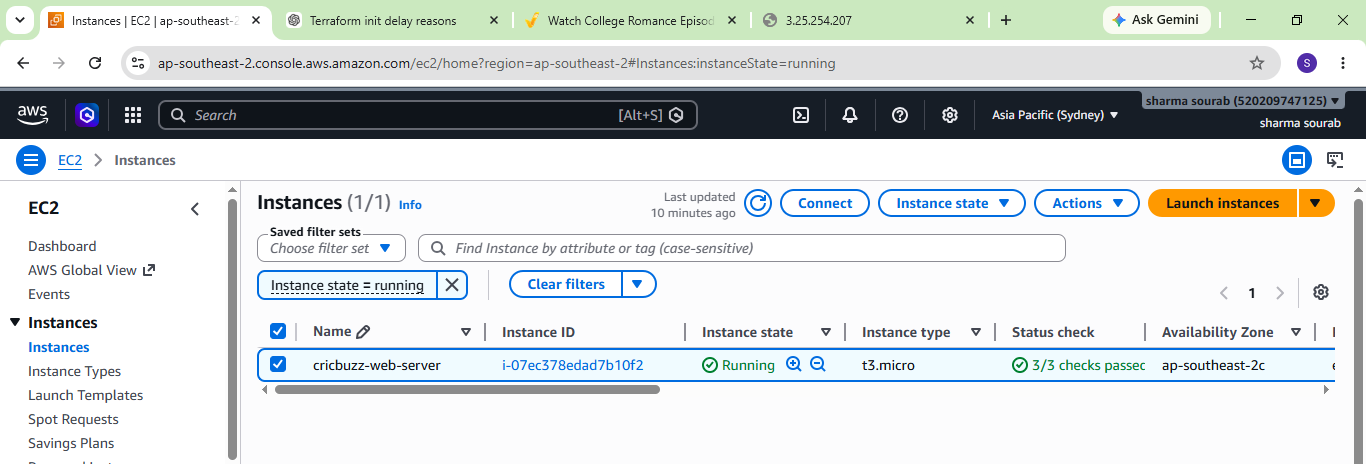 Instances | EC2 | ap-southeast-2
Terraform init delay reasons
Watch College Romance Episod
3.25.254.207
Ask Gemini
ap-southeast-2.console.aws.amazon.com/ec2/home?region=ap-southeast-2#Instances:instanceState=running
S
aws
Search
[Alt+S]
Asia Pacific (Sydney)
sharma sourab (520209747125)
sharma sourab
EC2
Instances
EC2
Dashboard
AWS Global View
Events
Instances
Instances
Instance Types
Launch Templates
Spot Requests
Savings Plans
Instances (1/1)
Info
Last updated
10 minutes ago
Connect
Instance state
Actions
Launch instances
Saved filter sets
Choose filter set
Find Instance by attribute or tag (case-sensitive)
Instance state = running
Clear filters
1
Name
Instance ID
Instance state
Instance type
Status check
Availability Zone
cricbuzz-web-server
i-07ec378edad7b10f2
Running
t3.micro
3/3 checks passed
ap-southeast-2c